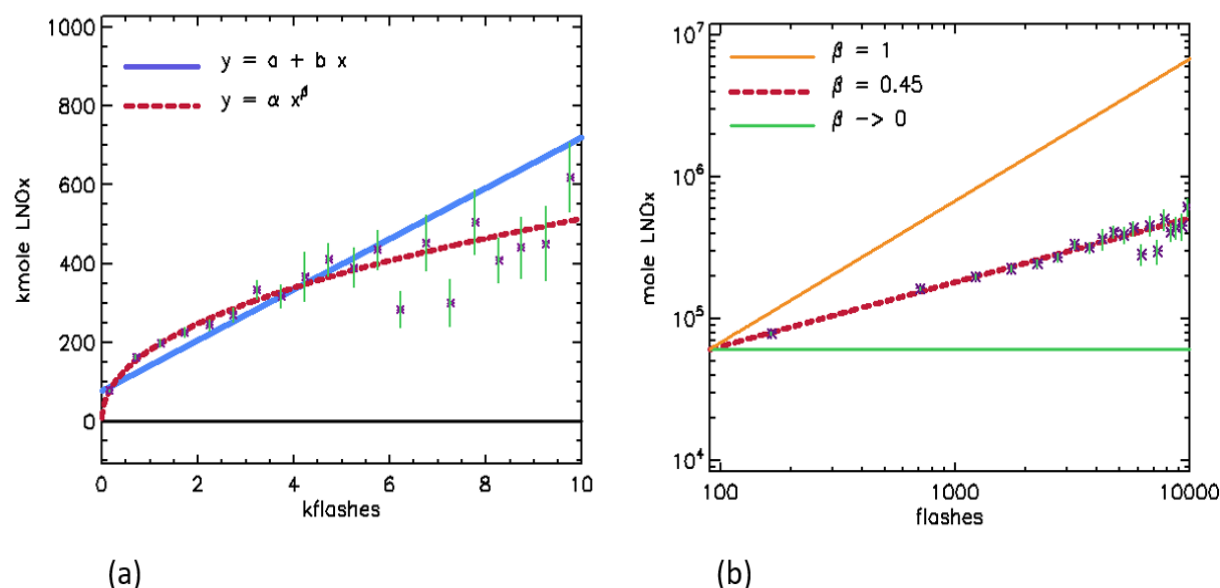 1000
800
600
400
200
0
kmole LNOx
y = a + b x
y = α x^β
0 2 4 6 8 10
kflashes
(a)
10^7
10^6
10^5
10^4
mole LNOx
β = 1
β = 0.45
β -> 0
100 1000 10000
flashes
(b)